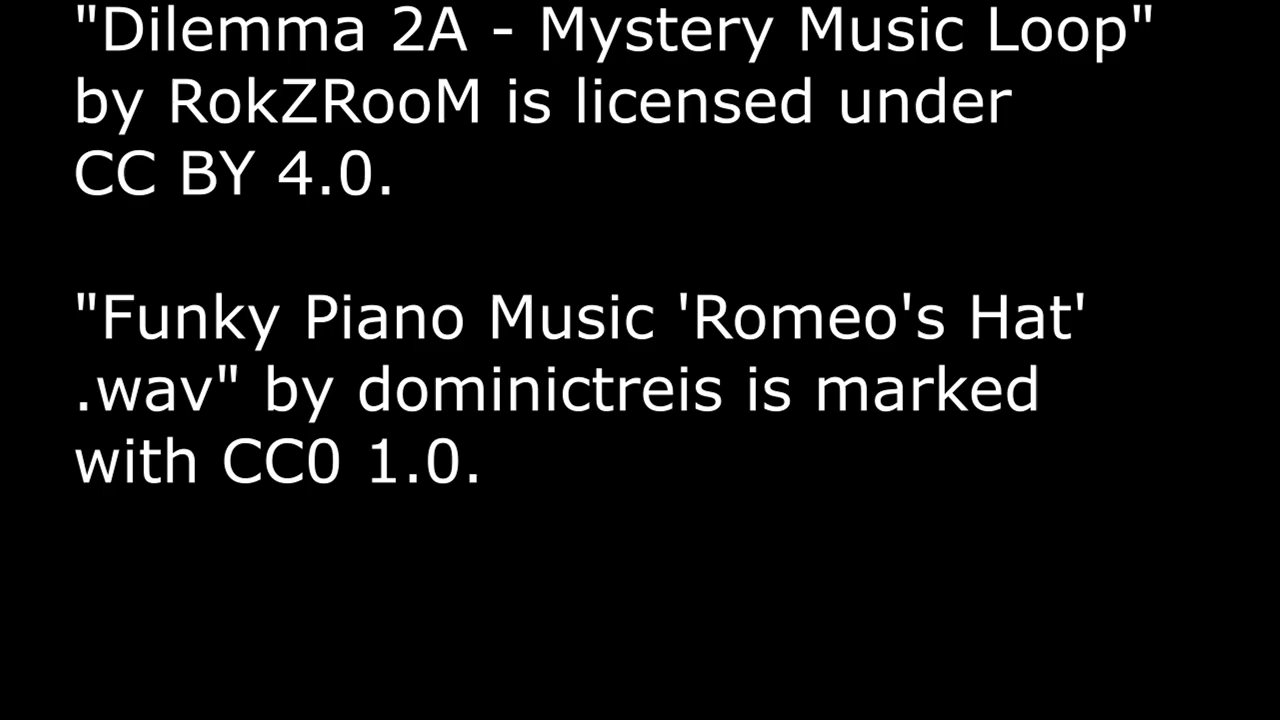 "Dilemma 2A - Mystery Music Loop"
by RokZRooM is licensed under
CC BY 4.0.
"Funky Piano Music 'Romeo's Hat'
.wav" by dominictreis is marked
with CC0 1.0.